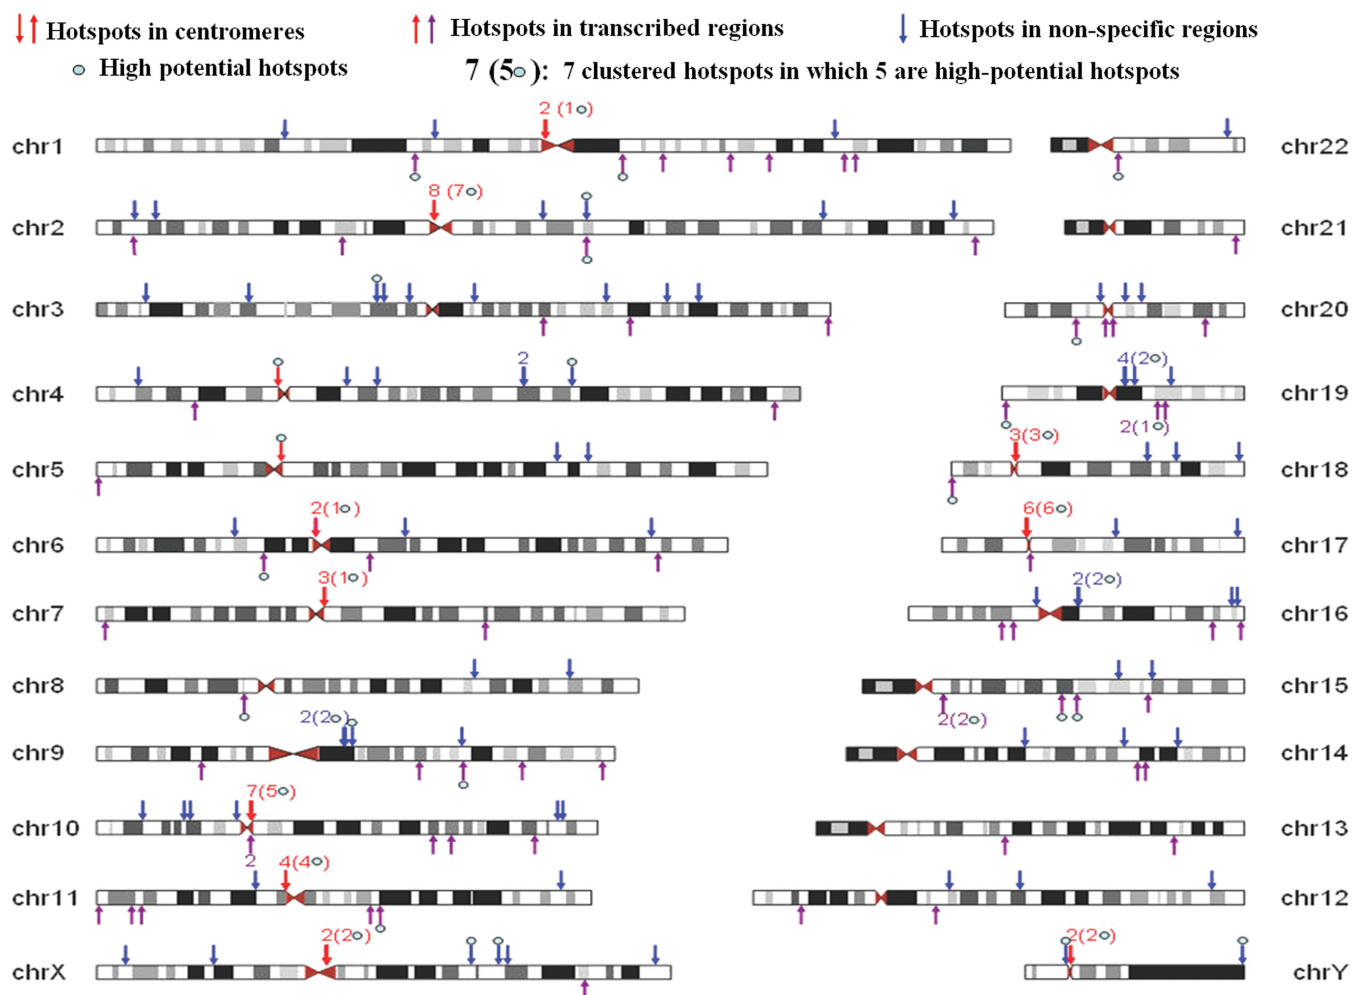 Hotspots in centromeres Hotspots in transcribed regions Hotspots in non-specific regions
High potential hotspots 7 (5○): 7 clustered hotspots in which 5 are high-potential hotspots
2 (1○)
chr1 chr22
8 (7○)
chr2 chr21
chr3 chr20
2 4(2○)
chr4 chr19
3(3○) 2(1○)
chr5 chr18
2(1○) 6(6○)
chr6 chr17
3(1○) 2(2○)
chr7 chr16
chr8 chr15
2(2○) 2(2○)
chr9 chr14
7(5○)
chr10 chr13
2 4(4○)
chr11 chr12
2(2○) 2(2○)
chrX chrY